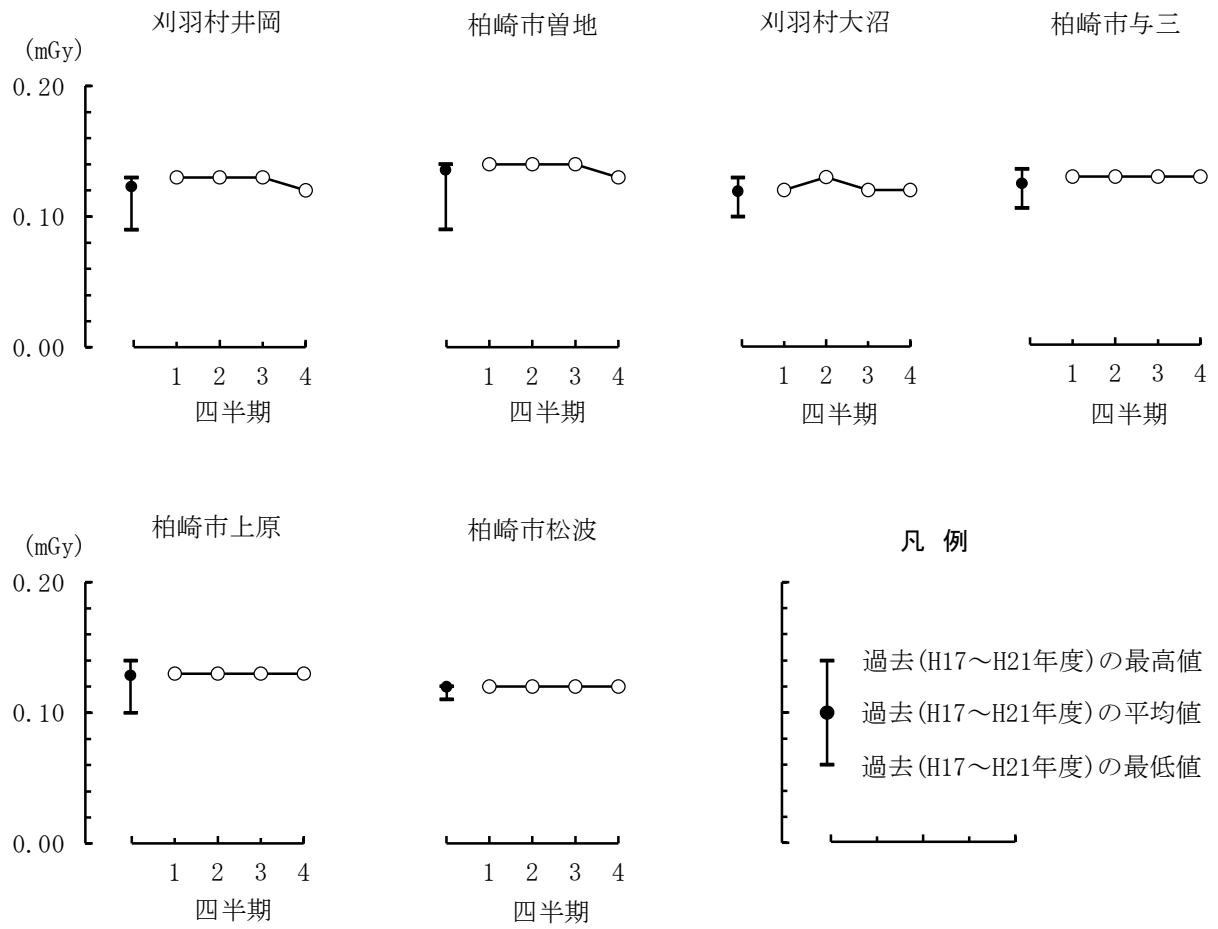 刈羽村井岡
柏崎市曽地
刈羽村大沼
柏崎市与三
(mGy)
0.20
0.10
0.00
1 2 3 4
四半期
1 2 3 4
四半期
1 2 3 4
四半期
1 2 3 4
四半期
柏崎市上原
柏崎市松波
凡 例
(mGy)
0.20
0.10
0.00
1 2 3 4
四半期
1 2 3 4
四半期
過去(H17～H21年度)の最高値
過去(H17～H21年度)の平均値
過去(H17～H21年度)の最低値